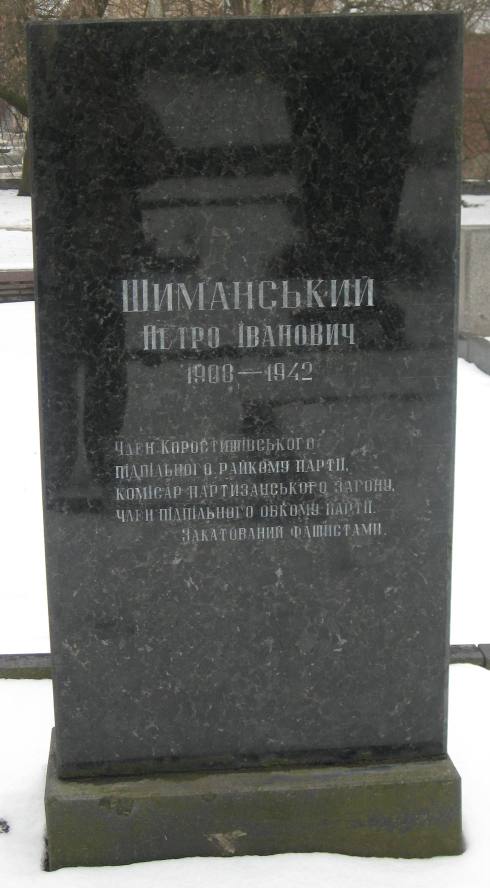 Шиманський
Петро Іванович
1908—1942
Член Коростишівського
підпільного райкому партії,
комісар партизанського загону,
член підпільного обкому партії.
Закатований фашистами.